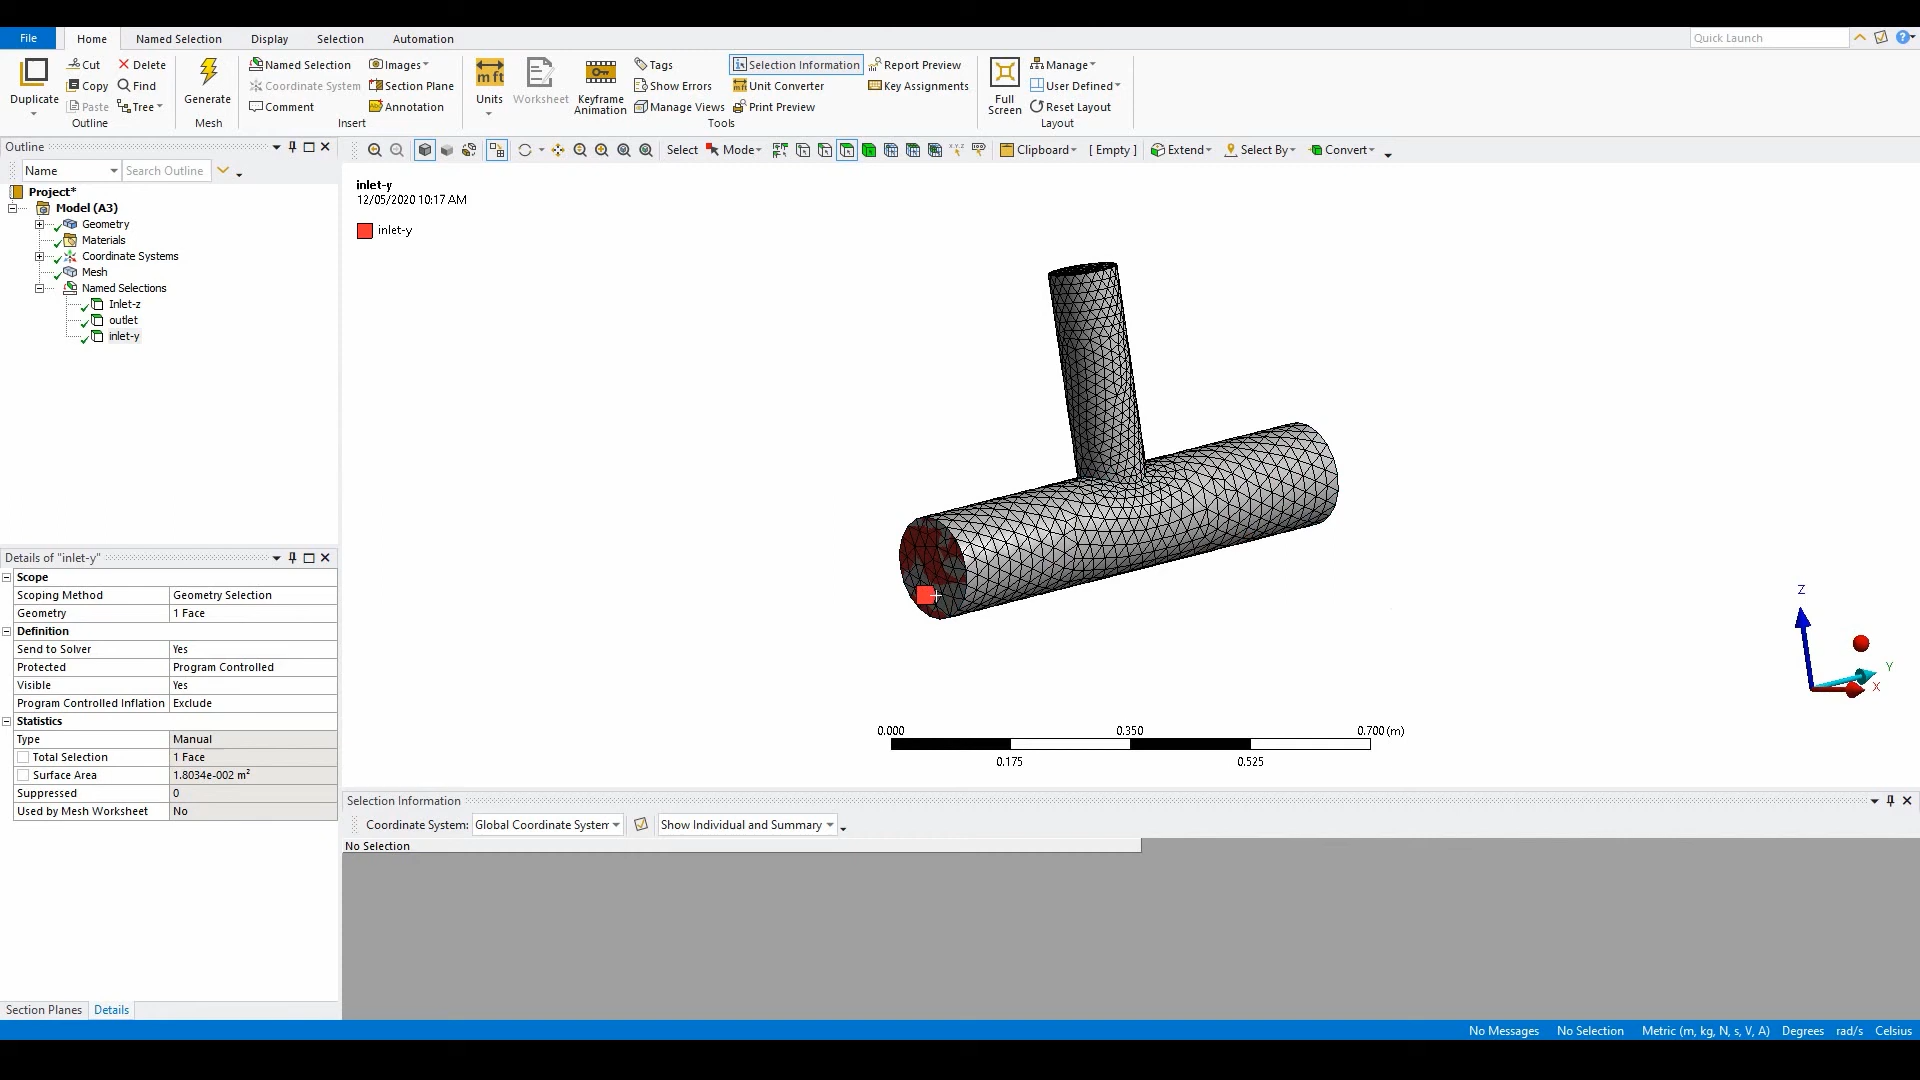 File Home Named Selection Display Selection Automation Quick Launch
Duplicate Cut Copy Paste Delete Find Tree Outline
Generate Mesh
Named Selection Coordinate System Comment Images Section Plane Annotation Insert
Units Worksheet Keyframe Animation Tags Show Errors Manage Views Selection Information Unit Converter Print Preview Report Preview Key Assignments Tools
Full Screen Manage User Defined Reset Layout Layout
Outline
Name Search Outline
Project*
Model (A3)
Geometry
Materials
Coordinate Systems
Mesh
Named Selections
Inlet-z
outlet
inlet-y
Select Mode Clipboard [ Empty ] Extend Select By Convert
inlet-y
12/05/2020 10:17 AM
inlet-y
Z
Y
X
0.000 0.350 0.700 (m)
0.175 0.525
Details of "inlet-y"
Scope
Scoping Method Geometry Selection
Geometry 1 Face
Definition
Send to Solver Yes
Protected Program Controlled
Visible Yes
Program Controlled Inflation Exclude
Statistics
Type Manual
Total Selection 1 Face
Surface Area 1.8034e-002 m²
Suppressed 0
Used by Mesh Worksheet No
Section Planes Details
Selection Information
Coordinate System: Global Coordinate System Show Individual and Summary
No Selection
No Messages No Selection Metric (m, kg, N, s, V, A) Degrees rad/s Celsius